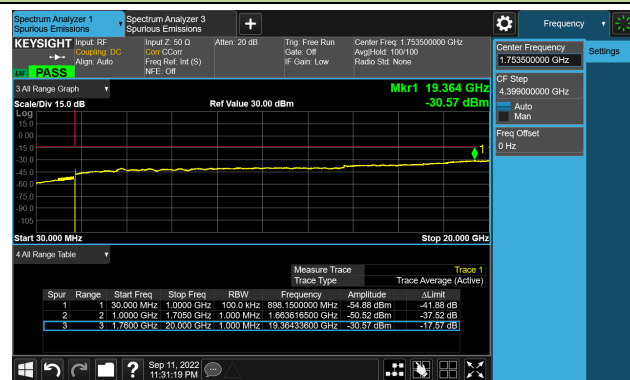 Spectrum Analyzer 1
Spurious Emissions
Spectrum Analyzer 3
Spurious Emissions
Frequency
KEYSIGHT
Input: RF
Coupling: DC
Align: Auto
Input Z: 50 Ω
Corr CCorr
Freq Ref: Int (S)
NFE: Off
Atten: 20 dB
Trig: Free Run
Gate: Off
IF Gain: Low
Center Freq: 1.753500000 GHz
Avg|Hold: 100/100
Radio Std: None
LXI PASS
Center Frequency
1.753500000 GHz
Settings
CF Step
4.399000000 GHz
Auto
Man
Freq Offset
0 Hz
3 All Range Graph
Mkr1 19.364 GHz
Scale/Div 15.0 dB
Ref Value 30.00 dBm
-30.57 dBm
Log
15.0
0.00
-15.0
-30.0
-45.0
-60.0
-75.0
-90.0
-105
1
Start 30.000 MHz
Stop 20.000 GHz
4 All Range Table
Measure Trace Trace 1
Trace Type Trace Average (Active)
Spur Range Start Freq Stop Freq RBW Frequency Amplitude ΔLimit
1 1 30.000 MHz 1.0000 GHz 100.0 kHz 898.150000 MHz -54.88 dBm -41.88 dB
2 2 1.0000 GHz 1.7050 GHz 1.000 MHz 1.663616500 GHz -50.52 dBm -37.52 dB
3 3 1.7600 GHz 20.000 GHz 1.000 MHz 19.36433600 GHz -30.57 dBm -17.57 dB
Sep 11, 2022
11:31:19 PM